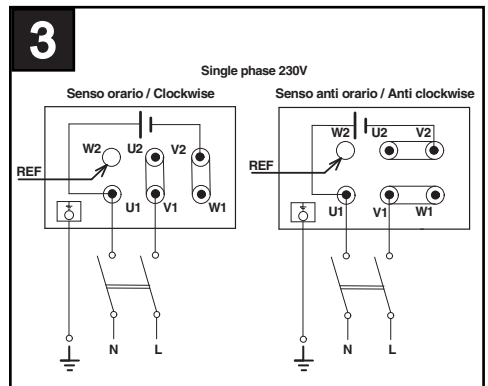 3
Single phase 230V
Senso orario / Clockwise
W2 U2 V2
REF
U1 V1 W1
N L
Senso anti orario / Anti clockwise
W2 U2 V2
REF
U1 V1 W1
N L